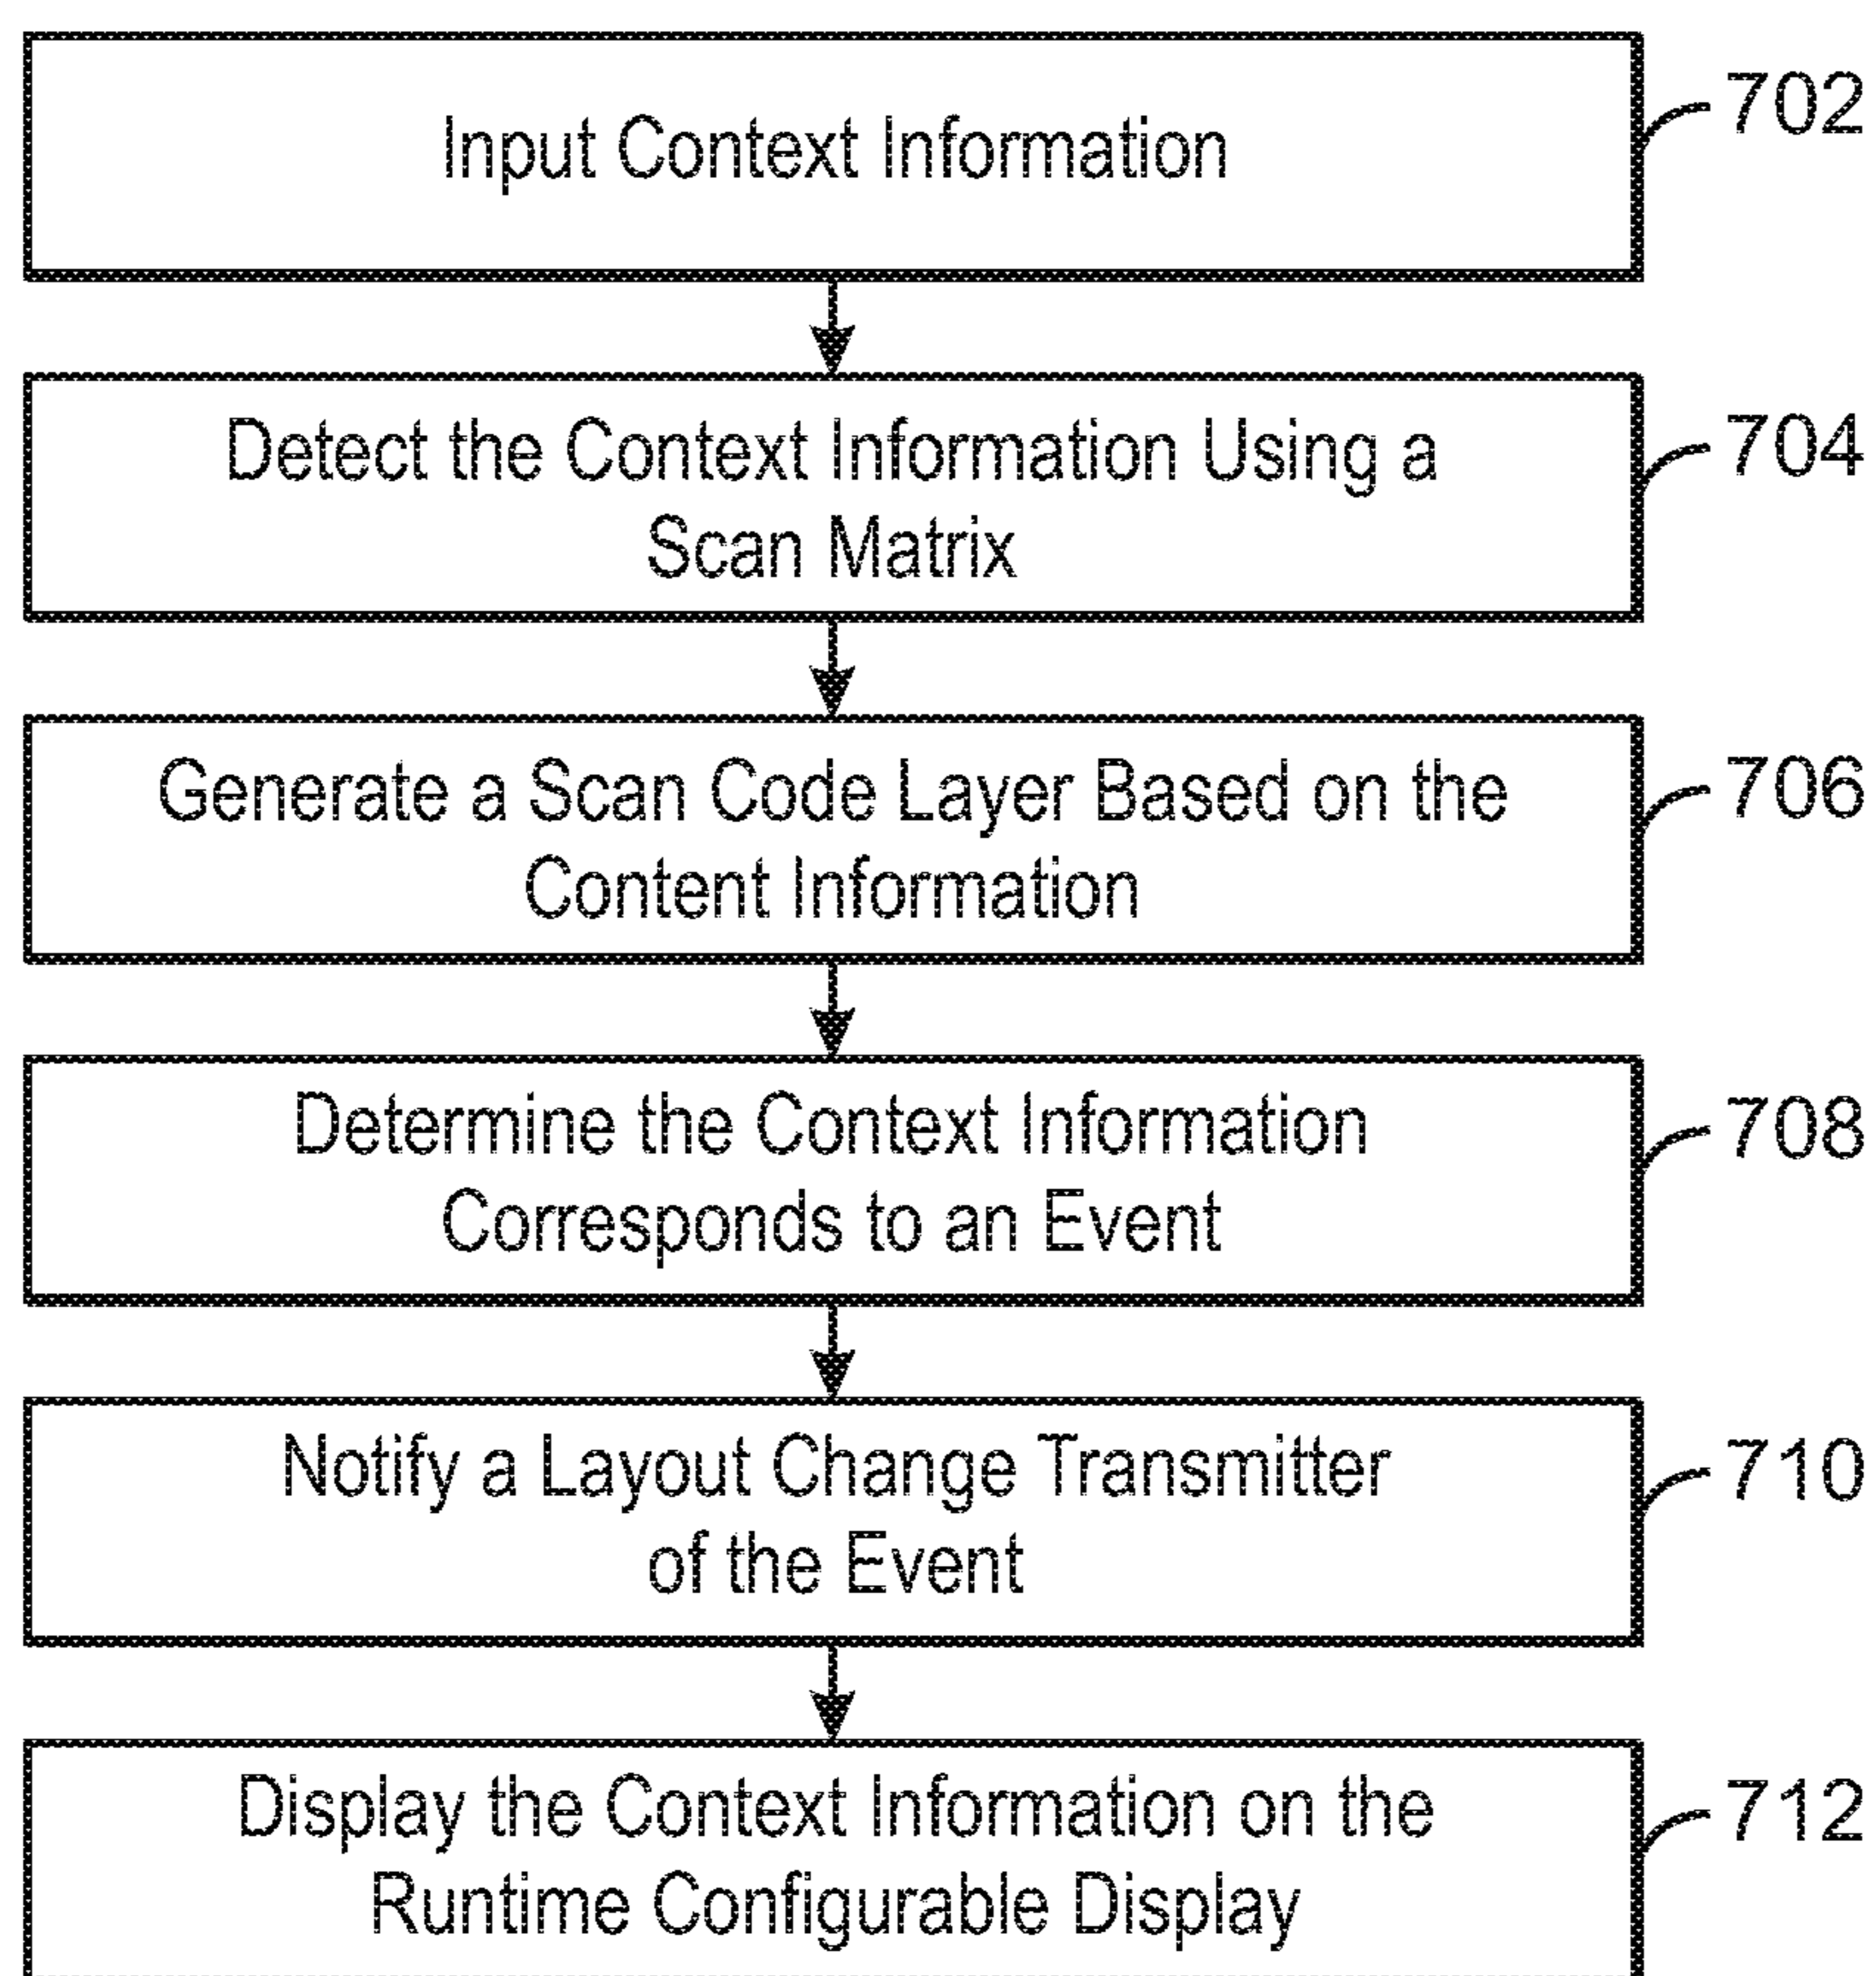 Input Context Information
702
Detect the Context Information Using a
Scan Matrix
704
Generate a Scan Code Layer Based on the
Content Information
706
Determine the Context Information
Corresponds to an Event
708
Notify a Layout Change Transmitter
of the Event
710
Display the Context Information on the
Runtime Configurable Display
712